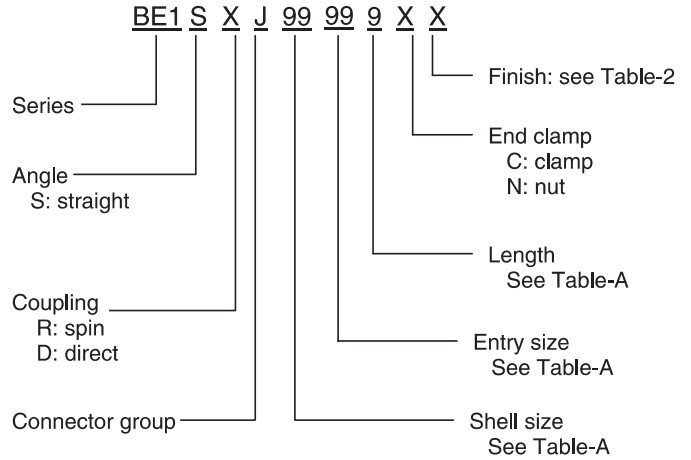 BE1 S X J 99 99 9 X X
Finish: see Table-2
Series
End clamp
C: clamp
N: nut
Angle
S: straight
Length
See Table-A
Coupling
R: spin
D: direct
Entry size
See Table-A
Connector group
Shell size
See Table-A